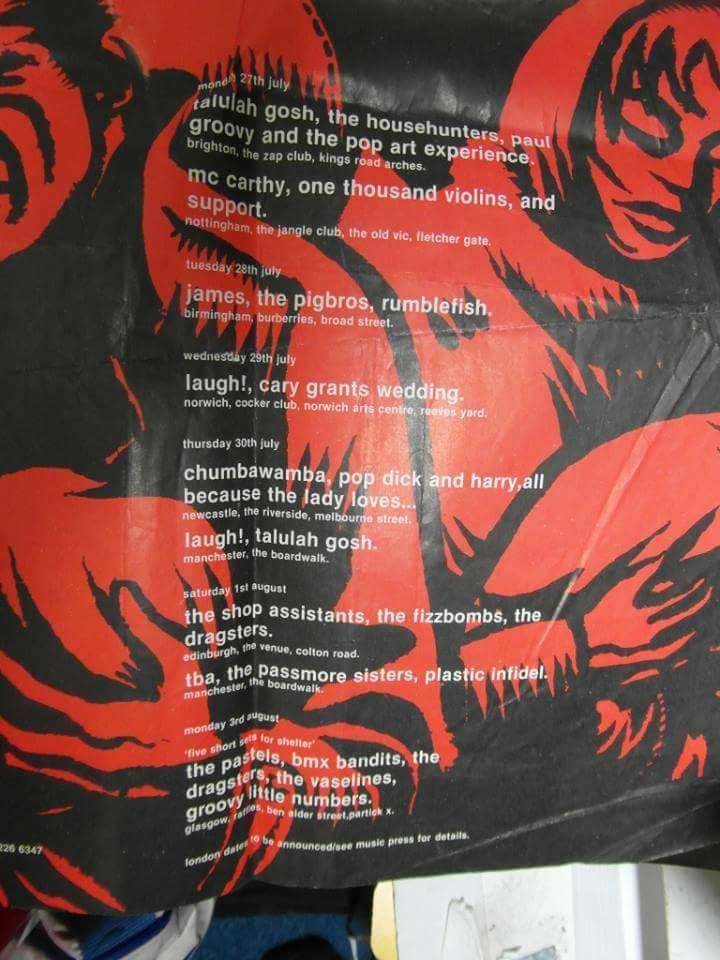 monday 27th july
talulah gosh, the househunters, paul
groovy and the pop art experience.
brighton, the zap club, kings road arches.
mc carthy, one thousand violins, and
support.
nottingham, the jangle club, the old vic, fletcher gate.
tuesday 28th july
james, the pigbros, rumblefish.
birmingham, burberries, broad street.
wednesday 29th july
laugh!, cary grants wedding.
norwich, cocker club, norwich arts centre, reeves yard.
thursday 30th july
chumbawamba, pop dick and harry,all
because the lady loves...
newcastle, the riverside, melbourne street.
laugh!, talulah gosh.
manchester, the boardwalk.
saturday 1st august
the shop assistants, the fizzbombs, the
dragsters.
edinburgh, the venue, colton road.
tba, the passmore sisters, plastic infidel.
manchester, the boardwalk.
monday 3rd august
'five short sets for shelter'
the pastels, bmx bandits, the
dragsters, the vaselines,
groovy little numbers.
glasgow, raffles, ben alder street,partick x.
226 6347
london dates to be announced/see music press for details.